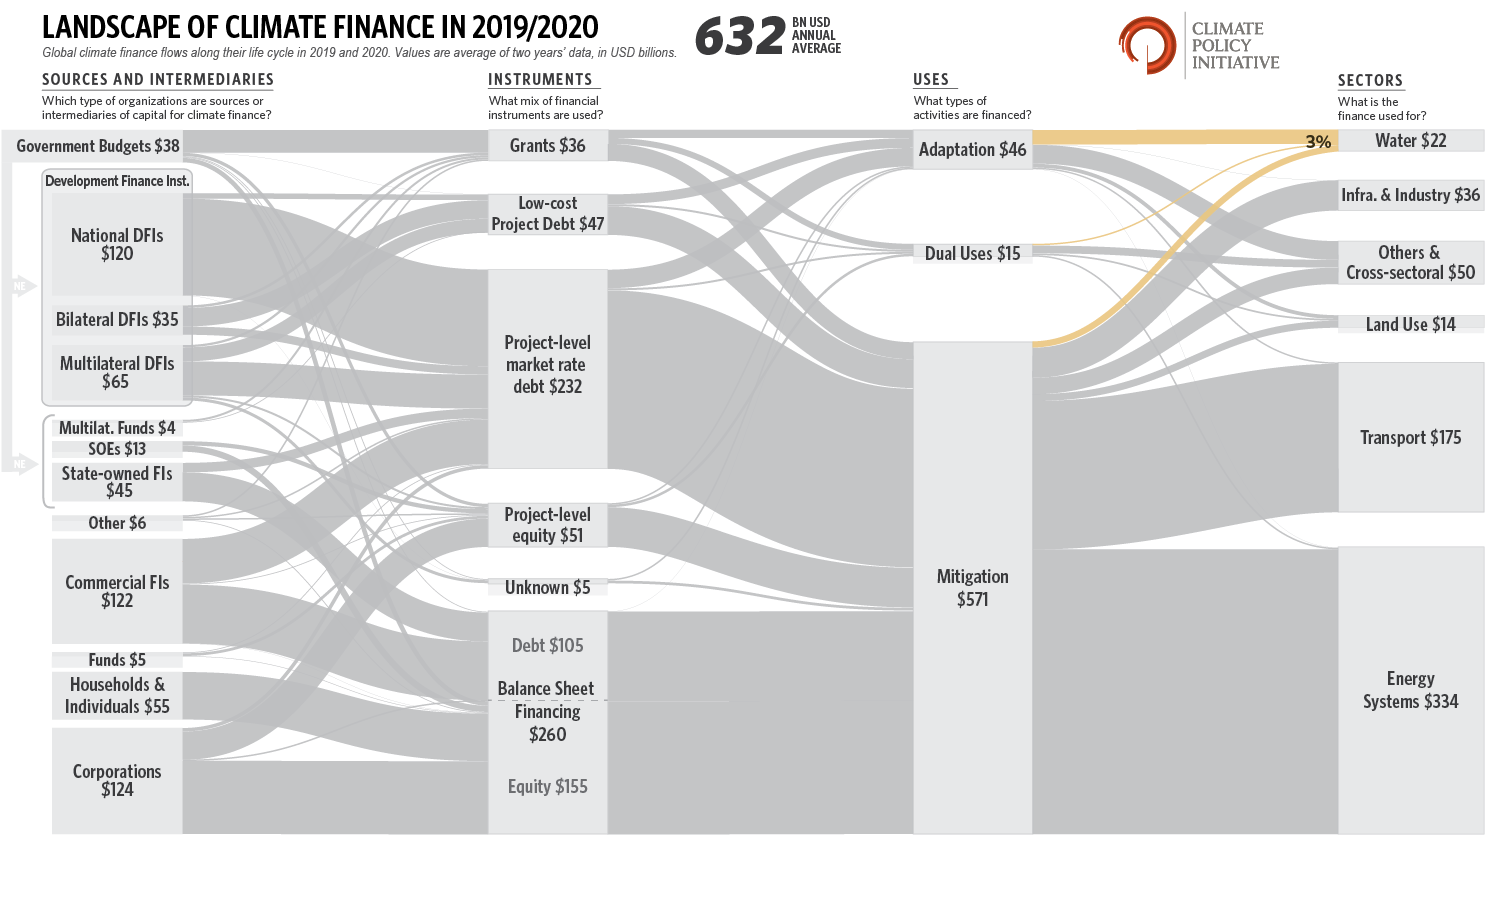 LANDSCAPE OF CLIMATE FINANCE IN 2019/2020
Global climate finance flows along their life cycle in 2019 and 2020. Values are average of two years' data, in USD billions.
632
BN USD
ANNUAL
AVERAGE
CLIMATE
POLICY
INITIATIVE
SOURCES AND INTERMEDIARIES
Which type of organizations are sources or
intermediaries of capital for climate finance?
INSTRUMENTS
What mix of financial
instruments are used?
USES
What types of
activities are financed?
SECTORS
What is the
finance used for?
Government Budgets $38
Development Finance Inst.
National DFIs
$120
NE
Bilateral DFIs $35
Multilateral DFIs
$65
Multilat. Funds $4
SOEs $13
NE
State-owned FIs
$45
Other $6
Commercial FIs
$122
Funds $5
Households &
Individuals $55
Corporations
$124
Grants $36
Low-cost
Project Debt $47
Project-level
market rate
debt $232
Project-level
equity $51
Unknown $5
Debt $105
Balance Sheet
Financing
$260
Equity $155
Adaptation $46
Dual Uses $15
Mitigation
$571
3%
Water $22
Infra. & Industry $36
Others &
Cross-sectoral $50
Land Use $14
Transport $175
Energy
Systems $334